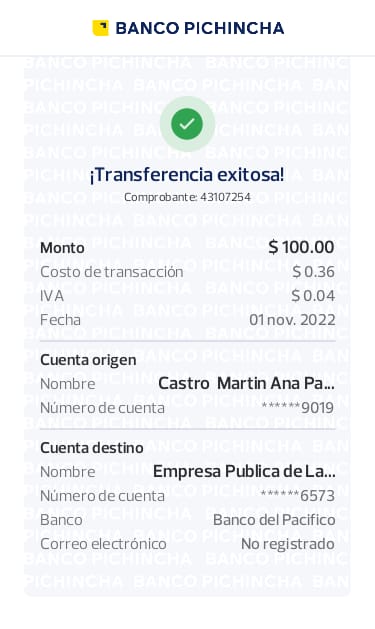 BANCO PICHINCHA
¡Transferencia exitosa!
Comprobante: 43107254
Monto $ 100.00
Costo de transacción $ 0.36
IVA $ 0.04
Fecha 01 nov. 2022
Cuenta origen
Nombre Castro Martin Ana Pa...
Número de cuenta ******9019
Cuenta destino
Nombre Empresa Publica de La...
Número de cuenta ******6573
Banco Banco del Pacifico
Correo electrónico No registrado